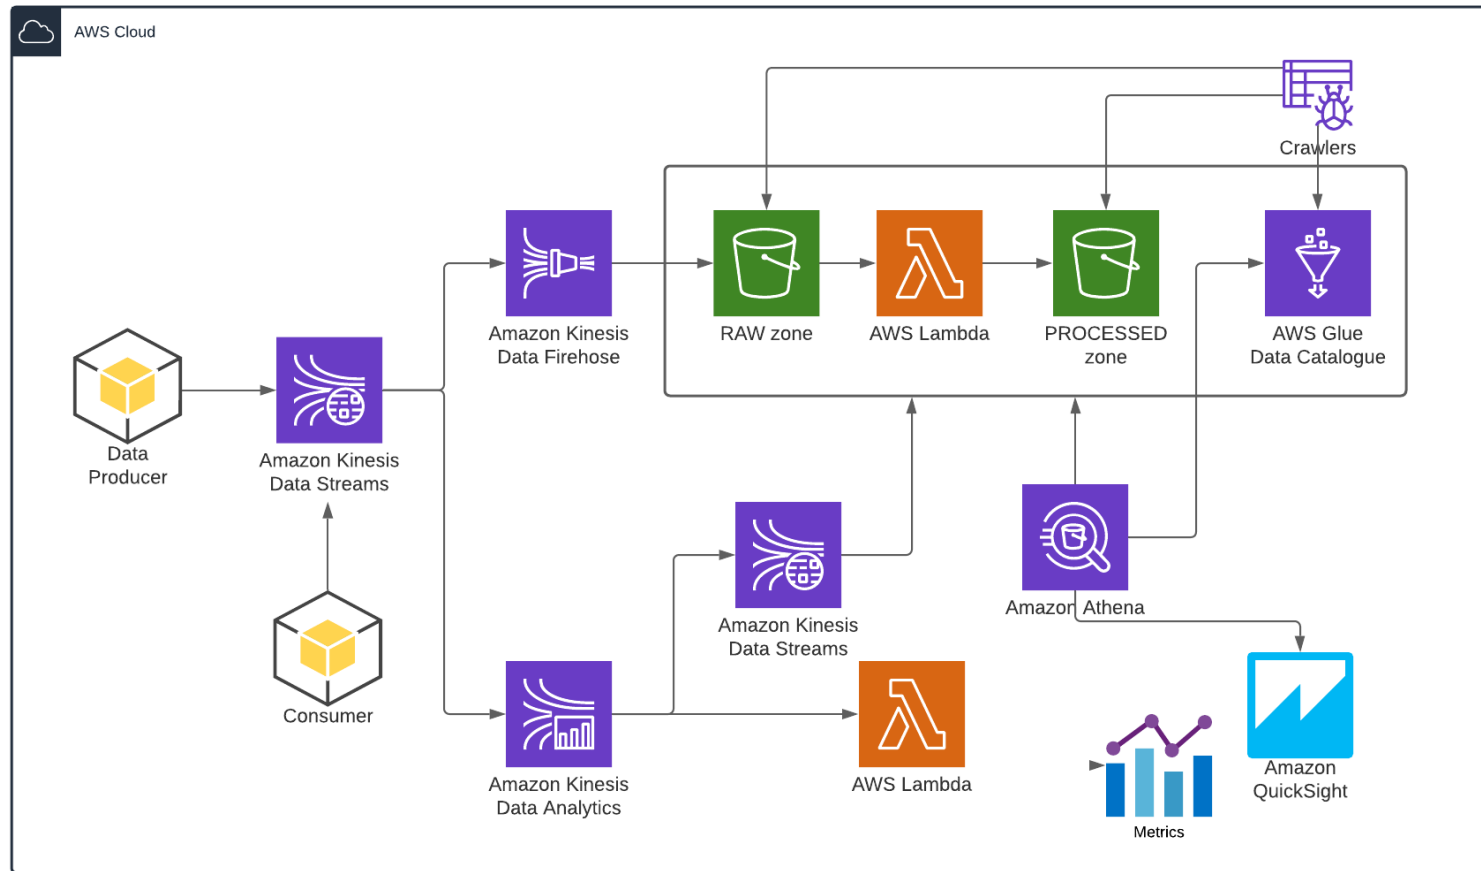 AWS Cloud
Crawlers
RAW zone
AWS Lambda
PROCESSED
zone
AWS Glue
Data Catalogue
Amazon Kinesis
Data Firehose
Data
Producer
Amazon Kinesis
Data Streams
Amazon Athena
Amazon Kinesis
Data Streams
Consumer
Amazon Kinesis
Data Analytics
AWS Lambda
Amazon
QuickSight
Metrics